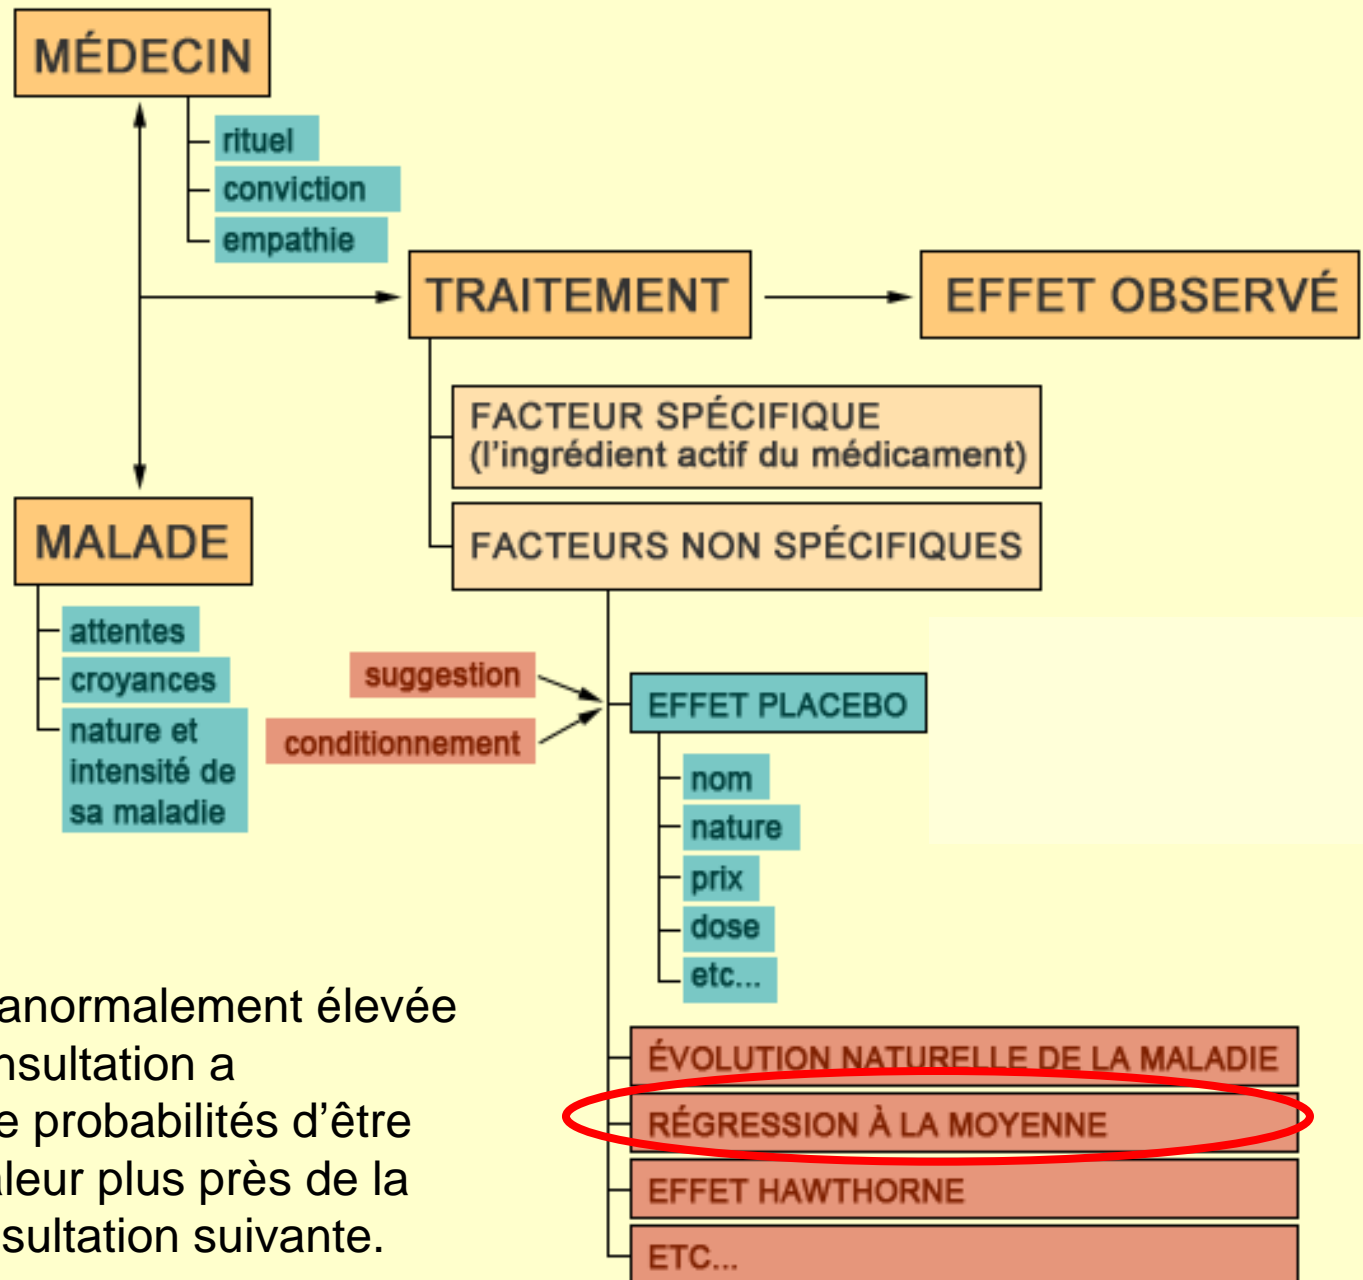 MÉDECIN
rituel
conviction
empathie
TRAITEMENT
EFFET OBSERVÉ
FACTEUR SPÉCIFIQUE
(l'ingrédient actif du médicament)
FACTEURS NON SPÉCIFIQUES
MALADE
attentes
croyances
nature et
intensité de
sa maladie
suggestion
conditionnement
EFFET PLACEBO
nom
nature
prix
dose
etc...
ÉVOLUTION NATURELLE DE LA MALADIE
RÉGRESSION À LA MOYENNE
EFFET HAWTHORNE
ETC...
anormalement élevée
nsultation a
e probabilités d'être
aleur plus près de la
sultation suivante.